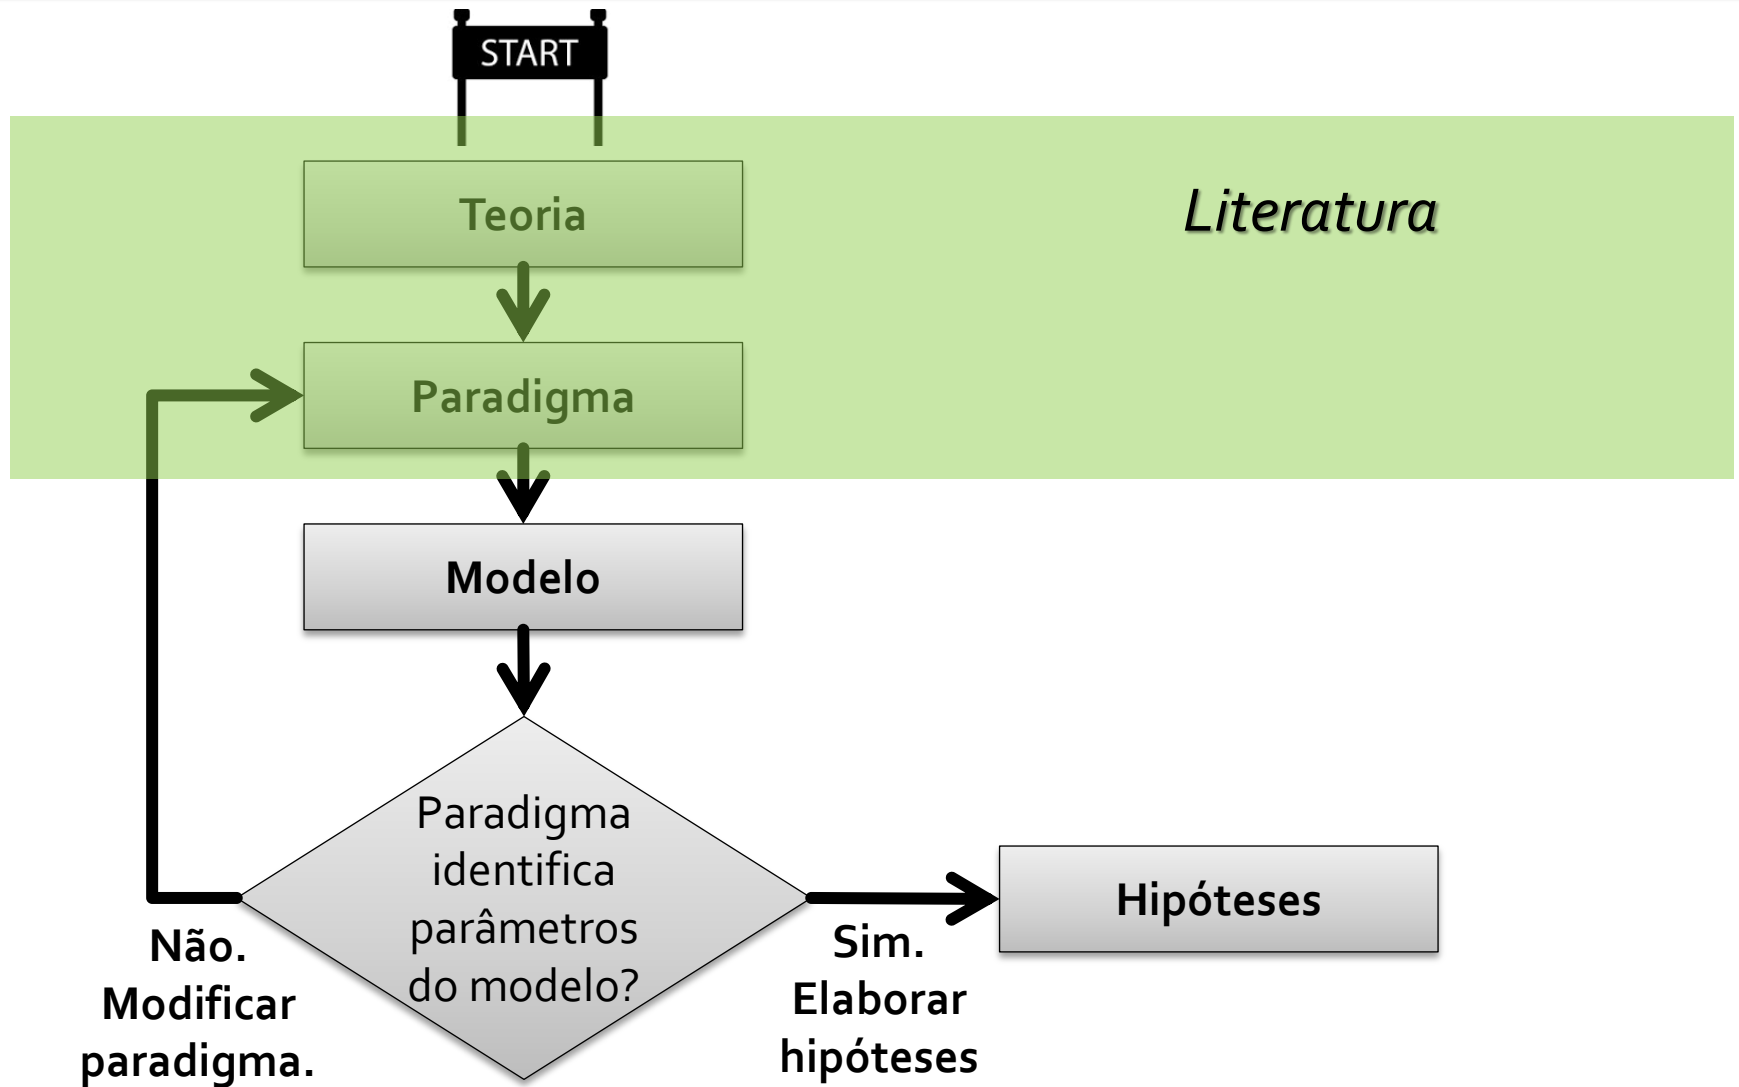 START
Teoria
Literatura
Paradigma
Modelo
Paradigma
identifica
parâmetros
do modelo?
Não.
Modificar
paradigma.
Sim.
Elaborar
hipóteses
Hipóteses